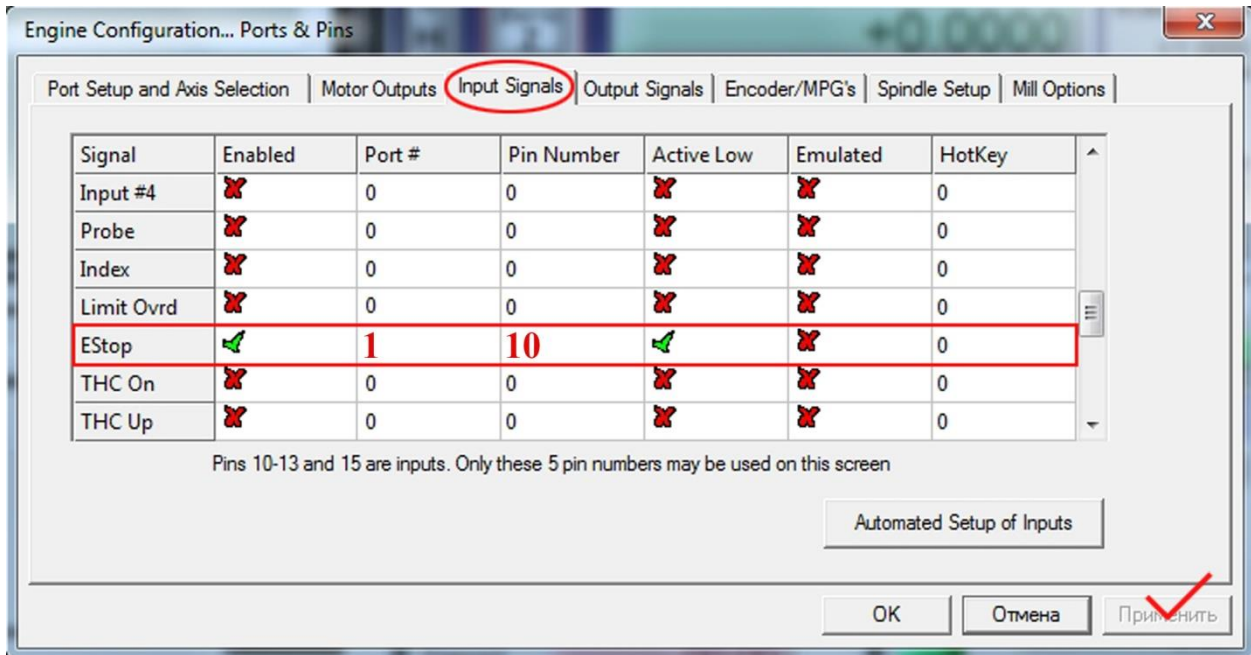 Engine Configuration... Ports & Pins
+0.0000
2
Port Setup and Axis Selection Motor Outputs Input Signals Output Signals Encoder/MPG's Spindle Setup Mill Options
Signal Enabled Port # Pin Number Active Low Emulated HotKey
Input #4 0 0 0
Probe 0 0 0
Index 0 0 0
Limit Ovrd 0 0 0
EStop 1 10 0
THC On 0 0 0
THC Up 0 0 0
Pins 10-13 and 15 are inputs. Only these 5 pin numbers may be used on this screen
Automated Setup of Inputs
OK Отмена Применить